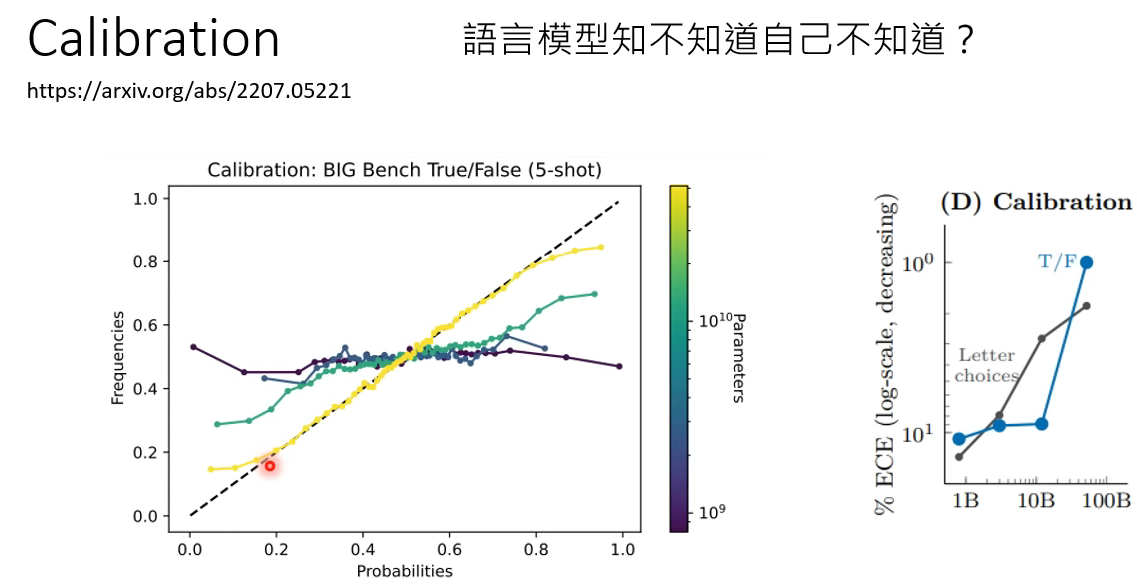 Calibration
語言模型知不知道自己不知道？
https://arxiv.org/abs/2207.05221
Calibration: BIG Bench True/False (5-shot)
Frequencies
1.0
0.8
0.6
0.4
0.2
0.0
0.0 0.2 0.4 0.6 0.8 1.0
Probabilities
10¹⁰
10⁹
Parameters
(D) Calibration
% ECE (log-scale, decreasing)
10⁰
10¹
T/F
Letter
choices
1B 10B 100B